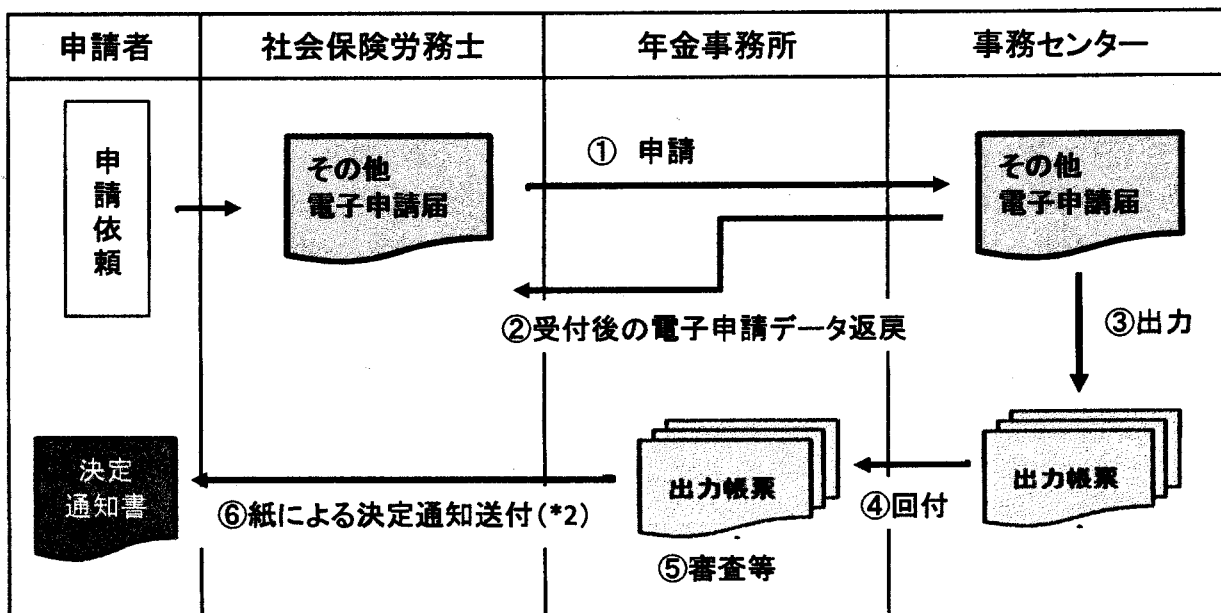 申請者
社会保険労務士
年金事務所
事務センター
申請依頼
その他
電子申請届
① 申請
その他
電子申請届
②受付後の電子申請データ返戻
③出力
決定
通知書
⑥紙による決定通知送付(*2)
出力帳票
④回付
出力帳票
⑤審査等